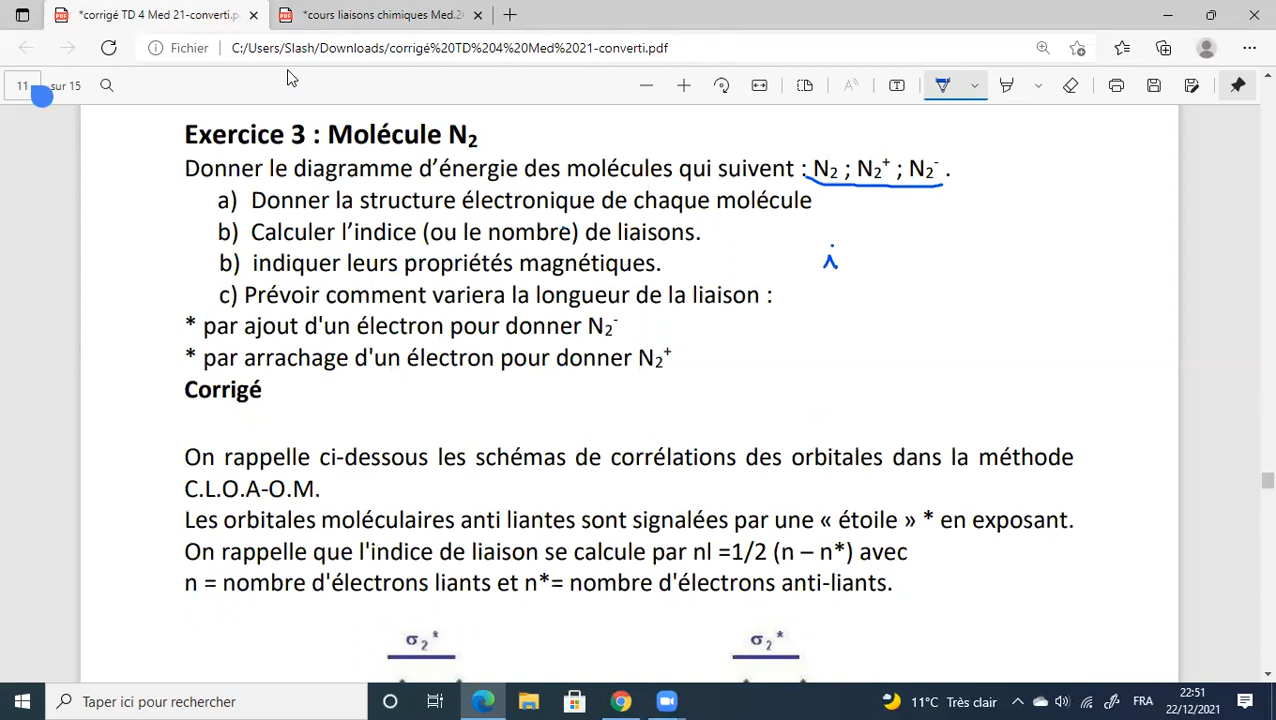 *corrigé TD 4 Med 21-converti.p
*cours liaisons chimiques Med.2
Fichier C:/Users/Slash/Downloads/corrigé%20TD%204%20Med%2021-converti.pdf
11 sur 15
Exercice 3 : Molécule N2
Donner le diagramme d'énergie des molécules qui suivent : N2 ; N2+ ; N2- .
a) Donner la structure électronique de chaque molécule
b) Calculer l'indice (ou le nombre) de liaisons.
b) indiquer leurs propriétés magnétiques.
c) Prévoir comment variera la longueur de la liaison :
* par ajout d'un électron pour donner N2-
* par arrachage d'un électron pour donner N2+
Corrigé
On rappelle ci-dessous les schémas de corrélations des orbitales dans la méthode
C.L.O.A-O.M.
Les orbitales moléculaires anti liantes sont signalées par une « étoile » * en exposant.
On rappelle que l'indice de liaison se calcule par nl =1/2 (n – n*) avec
n = nombre d'électrons liants et n*= nombre d'électrons anti-liants.
σ2* σ2*
Taper ici pour rechercher
11°C Très clair
FRA
22:51
22/12/2021